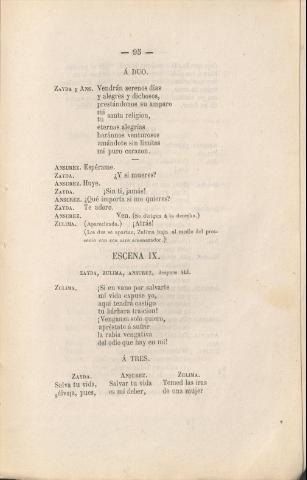 — 95 —
Á DUO.
ZAYDA y ANS. Vendrán serenos dias
y alegres y dichosos,
prestándonos su amparo
mi
tu santa religion,
eternas alegrías
haránnos venturosos
amándote sin límites
mi puro corazon.
ANSUREZ. Espérame.
ZAYDA. ¿Y si mueres?
ANSUREZ. Huye.
ZAYDA. ¡Sin tí, jamás!
ANSUREZ. ¿Qué importa si me quieres?
ZAYDA. Te adoro.
ANSUREZ. Ven. (Se dirigen á la derecha.)
ZULIMA. (Apareciendo.) ¡Atrás!
(Los dos se apartan, Zulima baja al medio del pros-
cenio con aire amenazador.)
ESCENA IX.
ZAYDA, ZULIMA, ANSUREZ, despues ALÍ.
ZULIMA. ¡Si en vano por salvarte
mi vida expuse yo,
aquí tendrá castigo
tu bárbara traicion!
¡Venganza solo quiero,
apréstate á sufrir
la rabia vengativa
del odio que hay en mí!
Á TRES.
ZAYDA. ANSUREZ. ZULIMA.
Salva tu vida, Salvar tu vida Temed las iras
pues, es mi deber, de una mujer